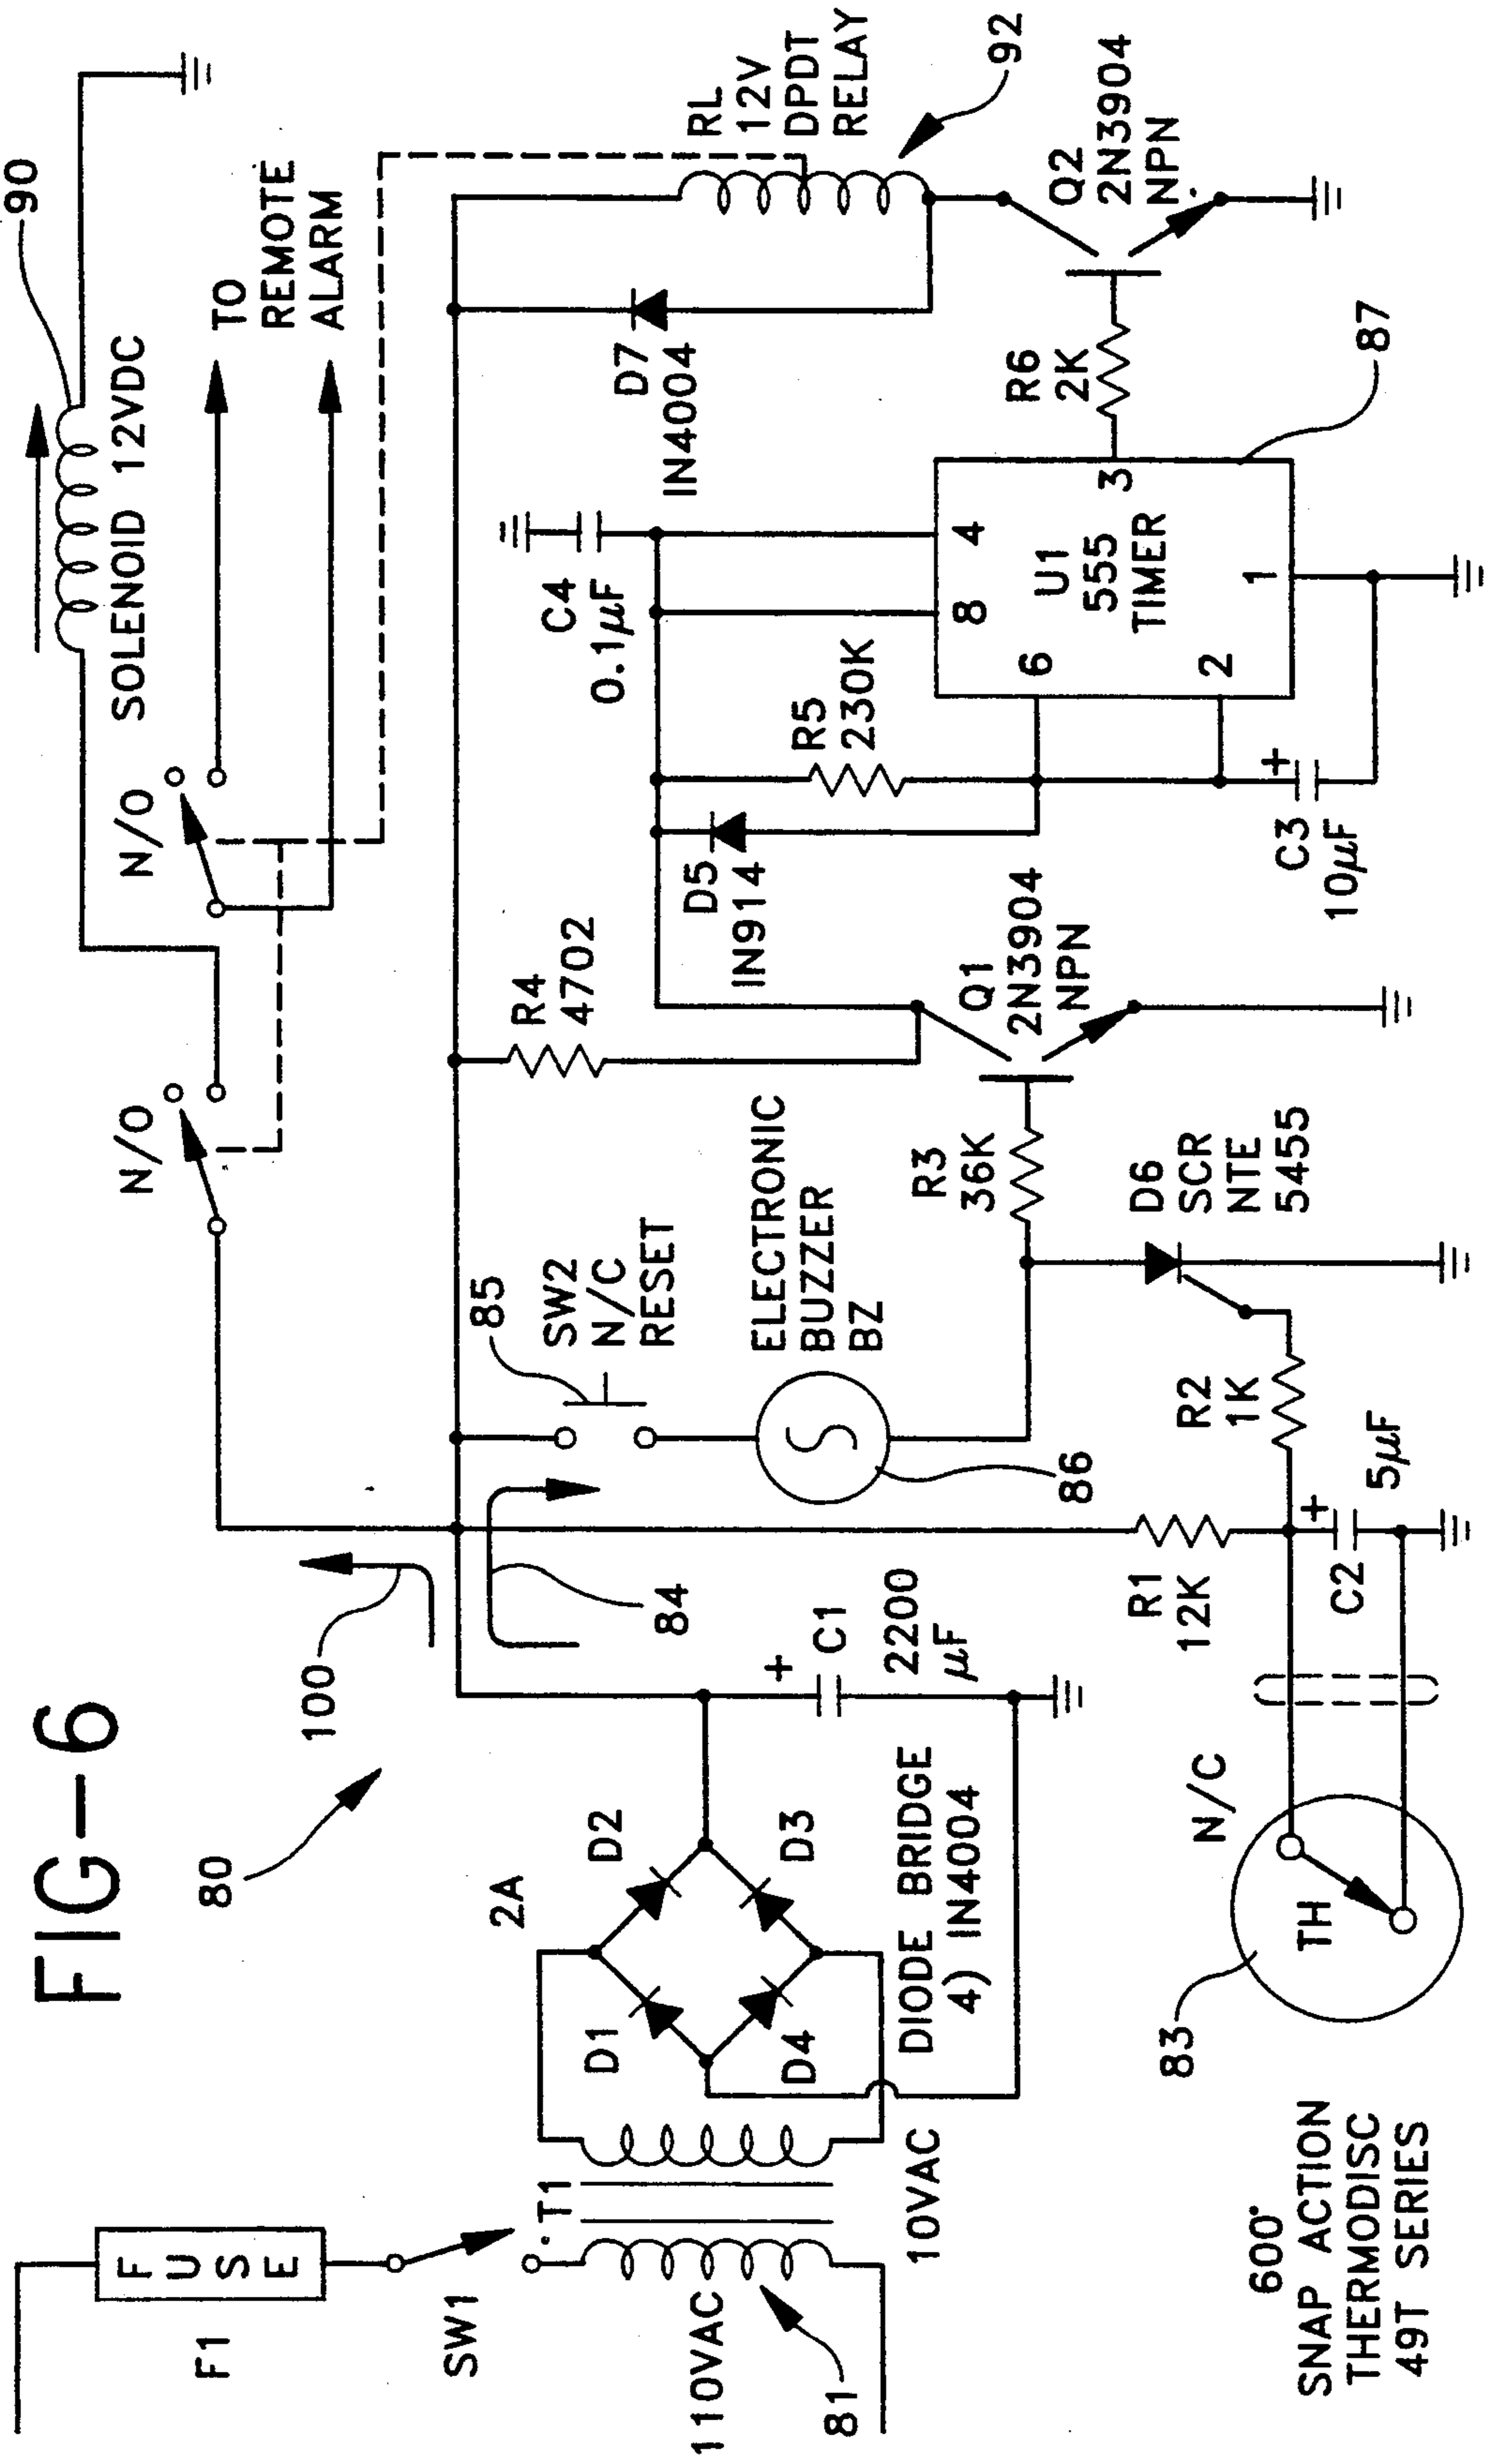 FIG-6
80
100
90
SOLENOID 12VDC
N/O
N/O
TO
REMOTE
ALARM
F1
FUSE
SW1
T1
110VAC
81
10VAC
2A
D1
D2
D3
D4
DIODE BRIDGE
4) IN4004
+
C1
2200
µF
84
85
SW2
N/C
RESET
ELECTRONIC
BUZZER
BZ
86
R4
4702
R3
36K
Q1
2N3904
NPN
D5
IN914
R5
230K
C4
0.1µF
D7
IN4004
RL
12V
DPDT
RELAY
92
8
4
6
U1
555
TIMER
3
2
1
87
R6
2K
Q2
2N3904
NPN
+
C3
10µF
D6
SCR
NTE
5455
R2
1K
R1
12K
+
C2
5µF
N/C
TH
83
600°
SNAP ACTION
THERMODISC
49T SERIES